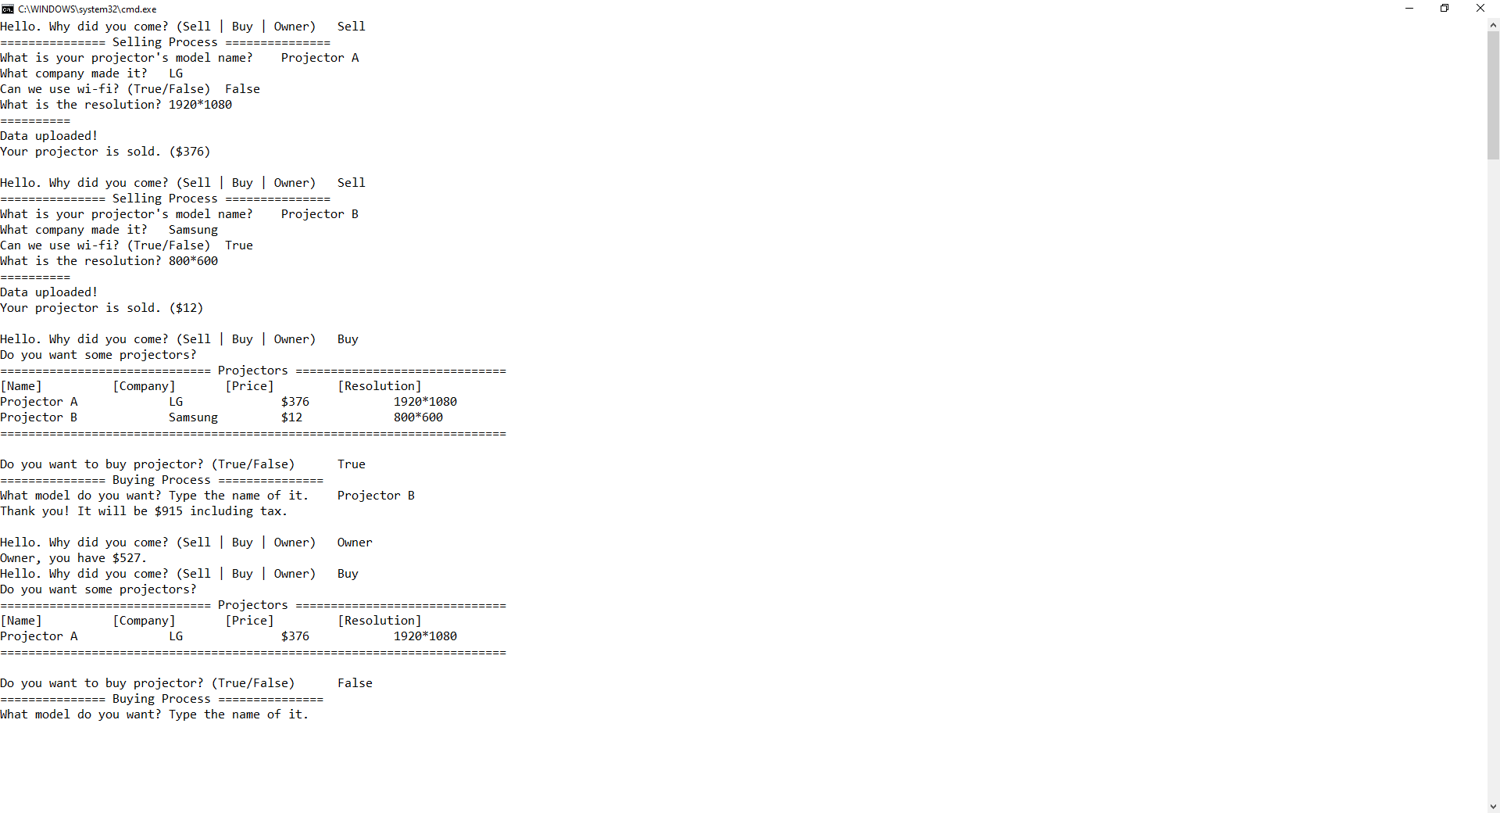 C:\WINDOWS\system32\cmd.exe
Hello. Why did you come? (Sell | Buy | Owner)   Sell
=============== Selling Process ===============
What is your projector's model name?    Projector A
What company made it?   LG
Can we use wi-fi? (True/False)  False
What is the resolution? 1920*1080
==========
Data uploaded!
Your projector is sold. ($376)

Hello. Why did you come? (Sell | Buy | Owner)   Sell
=============== Selling Process ===============
What is your projector's model name?    Projector B
What company made it?   Samsung
Can we use wi-fi? (True/False)  True
What is the resolution? 800*600
==========
Data uploaded!
Your projector is sold. ($12)

Hello. Why did you come? (Sell | Buy | Owner)   Buy
Do you want some projectors?
============================== Projectors ==============================
[Name]          [Company]       [Price]         [Resolution]
Projector A             LG              $376            1920*1080
Projector B             Samsung         $12             800*600
========================================================================

Do you want to buy projector? (True/False)      True
=============== Buying Process ===============
What model do you want? Type the name of it.    Projector B
Thank you! It will be $915 including tax.

Hello. Why did you come? (Sell | Buy | Owner)   Owner
Owner, you have $527.
Hello. Why did you come? (Sell | Buy | Owner)   Buy
Do you want some projectors?
============================== Projectors ==============================
[Name]          [Company]       [Price]         [Resolution]
Projector A             LG              $376            1920*1080
========================================================================

Do you want to buy projector? (True/False)      False
=============== Buying Process ===============
What model do you want? Type the name of it.